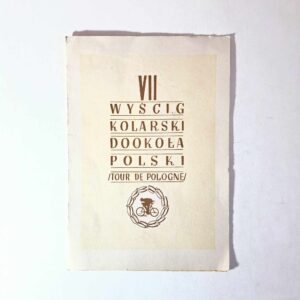 VII
WYŚCIG
KOLARSKI
DOOKOŁA
POLSKI
/TOUR DE POLOGNE/